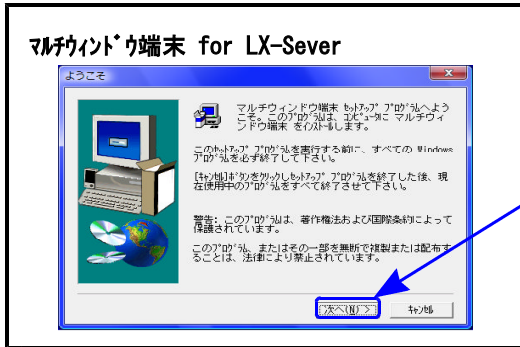 ﾏﾙﾁｳｨﾝﾄﾞｳ端末 for LX-Sever
ようこそ
マルチウィンドウ端末 ｾｯﾄｱｯﾌﾟ ﾌﾟﾛｸﾞﾗﾑへよう
こそ。このﾌﾟﾛｸﾞﾗﾑは、ｺﾝﾋﾟｭｰﾀに マルチウィ
ンドウ端末 をｲﾝｽﾄｰﾙします。
このｾｯﾄｱｯﾌﾟ ﾌﾟﾛｸﾞﾗﾑを実行する前に、すべての Windows
ﾌﾟﾛｸﾞﾗﾑを必ず終了して下さい。
[ｷｬﾝｾﾙ]ﾎﾞﾀﾝをｸﾘｯｸしｾｯﾄｱｯﾌﾟ ﾌﾟﾛｸﾞﾗﾑを終了した後、現
在使用中のﾌﾟﾛｸﾞﾗﾑをすべて終了させて下さい。
警告: このﾌﾟﾛｸﾞﾗﾑは、著作権法および国際条約によって
保護されています。
このﾌﾟﾛｸﾞﾗﾑ、またはその一部を無断で複製または配布す
ることは、法律により禁止されています。
次へ(N) >
ｷｬﾝｾﾙ